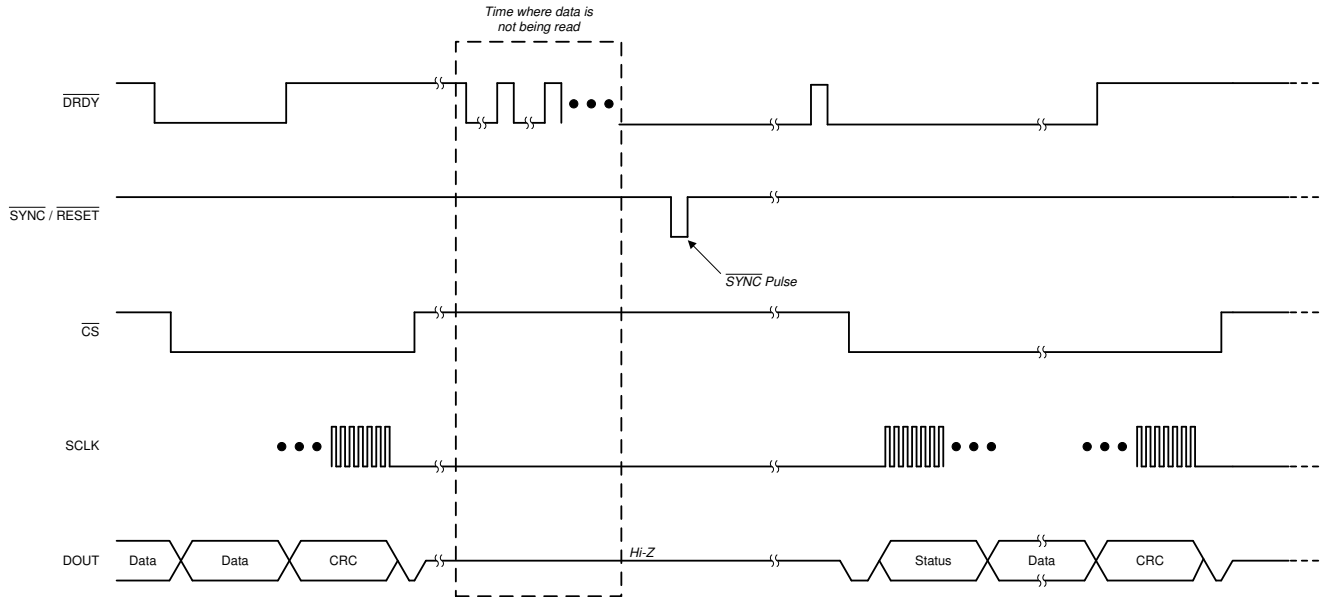 Time where data is
not being read
DRDY
SYNC / RESET
SYNC Pulse
CS
SCLK
DOUT
Data
Data
CRC
Hi-Z
Status
Data
CRC